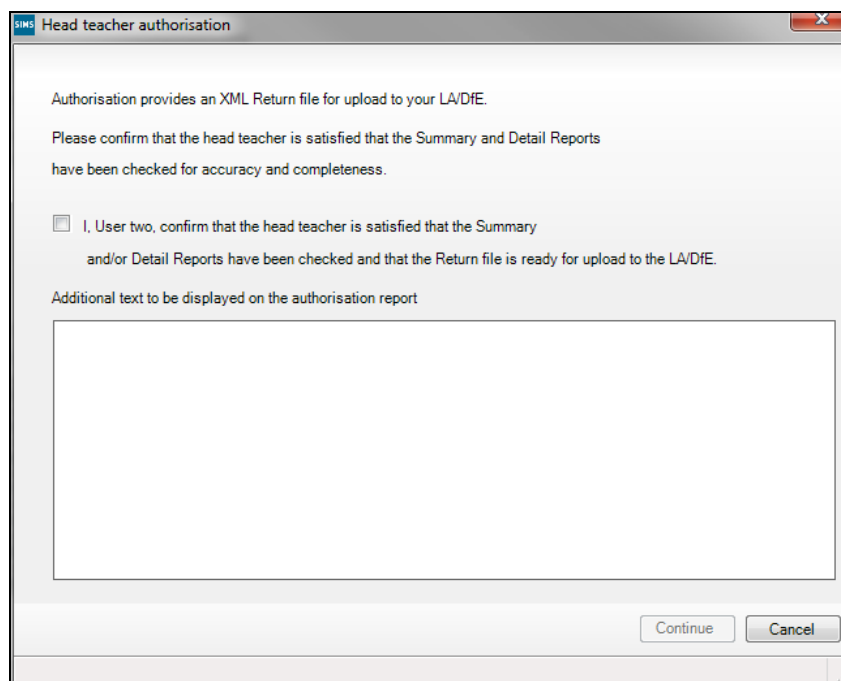 SIMS Head teacher authorisation
Authorisation provides an XML Return file for upload to your LA/DfE.
Please confirm that the head teacher is satisfied that the Summary and Detail Reports
have been checked for accuracy and completeness.
I, User two, confirm that the head teacher is satisfied that the Summary
and/or Detail Reports have been checked and that the Return file is ready for upload to the LA/DfE.
Additional text to be displayed on the authorisation report
Continue Cancel